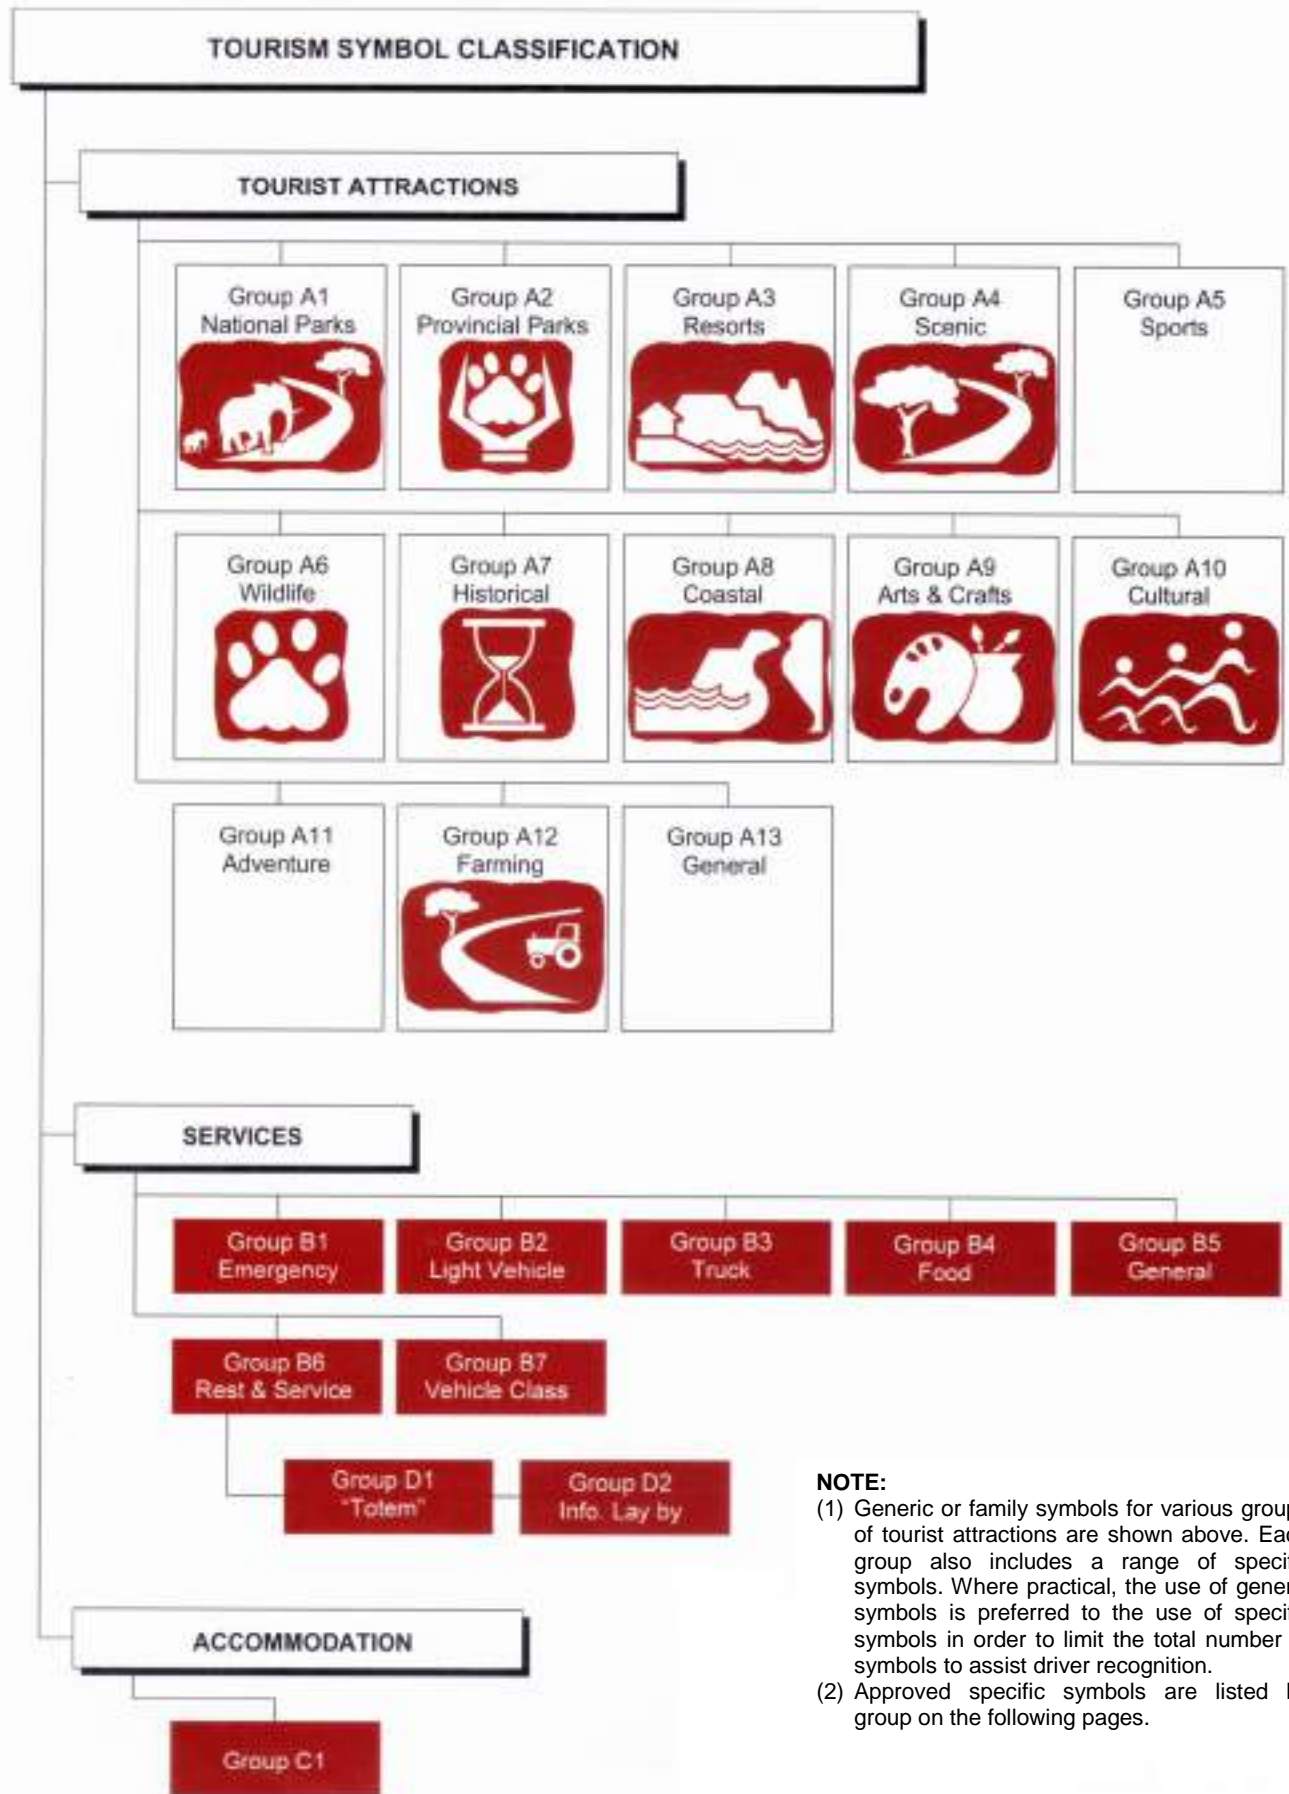 TOURISM SYMBOL CLASSIFICATION
TOURIST ATTRACTIONS
Group A1
National Parks
Group A2
Provincial Parks
Group A3
Resorts
Group A4
Scenic
Group A5
Sports
Group A6
Wildlife
Group A7
Historical
Group A8
Coastal
Group A9
Arts & Crafts
Group A10
Cultural
Group A11
Adventure
Group A12
Farming
Group A13
General
SERVICES
Group B1
Emergency
Group B2
Light Vehicle
Group B3
Truck
Group B4
Food
Group B5
General
Group B6
Rest & Service
Group B7
Vehicle Class
Group D1
"Totem"
Group D2
Info. Lay by
ACCOMMODATION
Group C1
NOTE:
(1) Generic or family symbols for various group
of tourist attractions are shown above. Eac
group also includes a range of specif
symbols. Where practical, the use of gener
symbols is preferred to the use of specif
symbols in order to limit the total number
symbols to assist driver recognition.
(2) Approved specific symbols are listed
group on the following pages.